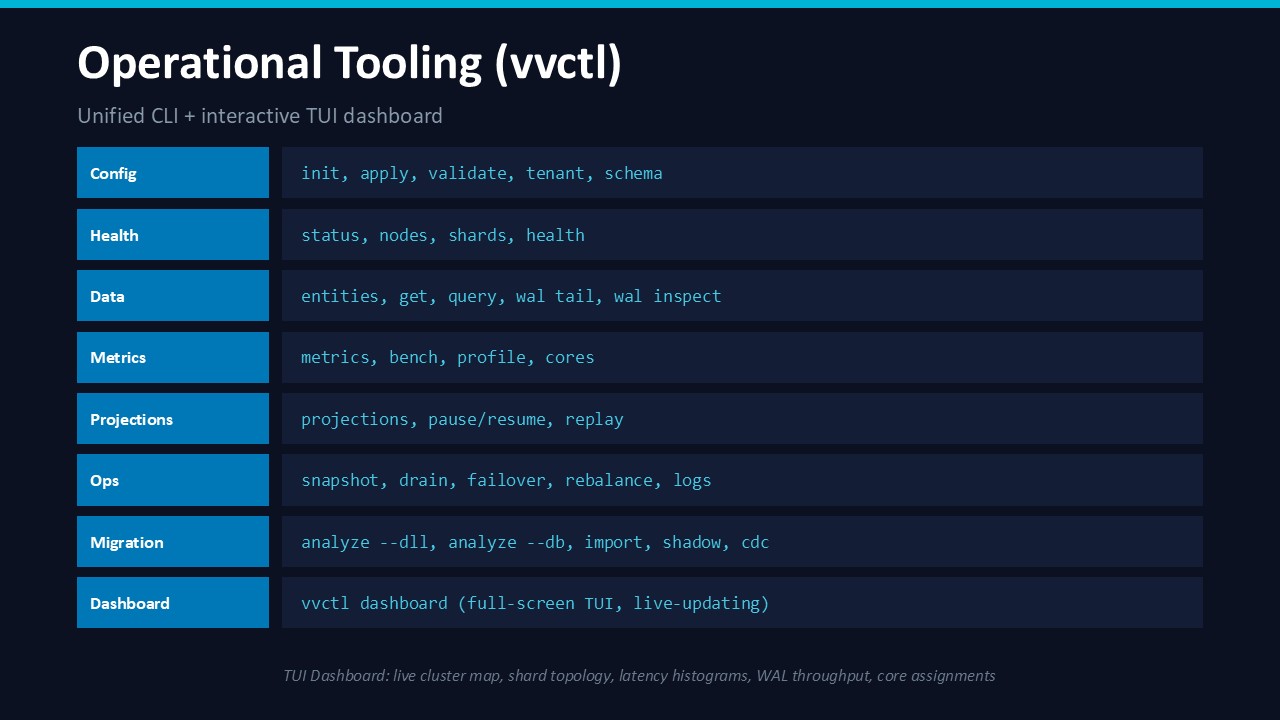 Operational Tooling (vvctl)
Unified CLI + interactive TUI dashboard
Config init, apply, validate, tenant, schema
Health status, nodes, shards, health
Data entities, get, query, wal tail, wal inspect
Metrics metrics, bench, profile, cores
Projections projections, pause/resume, replay
Ops snapshot, drain, failover, rebalance, logs
Migration analyze --dll, analyze --db, import, shadow, cdc
Dashboard vvctl dashboard (full-screen TUI, live-updating)
TUI Dashboard: live cluster map, shard topology, latency histograms, WAL throughput, core assignments